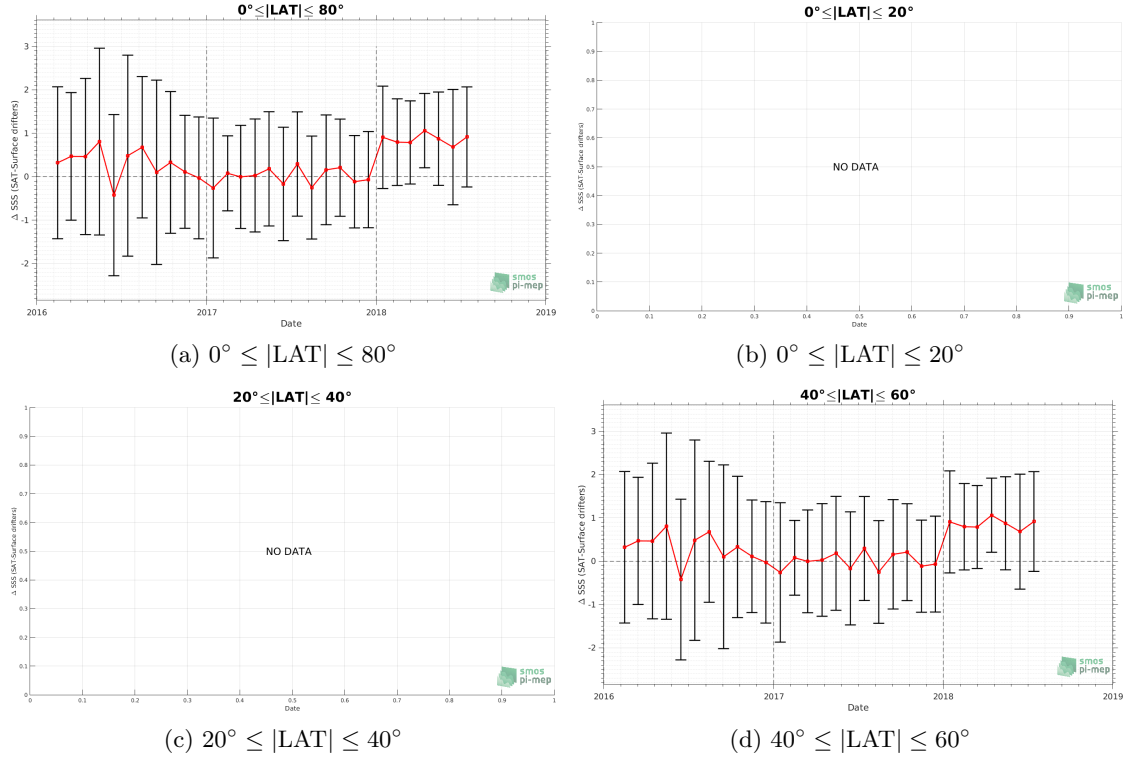 0°≤|LAT|≤ 80°
3
2
1
0
-1
-2
Δ SSS (SAT-Surface drifters)
2016
2017
2018
2019
Date
smos
pi-mep
(a) 0° ≤ |LAT| ≤ 80°
0°≤|LAT|≤ 20°
1
0.9
0.8
0.7
0.6
0.5
0.4
0.3
0.2
0.1
0
Δ SSS (SAT-Surface drifters)
NO DATA
0
0.1
0.2
0.3
0.4
0.5
0.6
0.7
0.8
0.9
1
Date
smos
pi-mep
(b) 0° ≤ |LAT| ≤ 20°
20°≤|LAT|≤ 40°
1
0.9
0.8
0.7
0.6
0.5
0.4
0.3
0.2
0.1
0
Δ SSS (SAT-Surface drifters)
NO DATA
0
0.1
0.2
0.3
0.4
0.5
0.6
0.7
0.8
0.9
1
Date
smos
pi-mep
(c) 20° ≤ |LAT| ≤ 40°
40°≤|LAT|≤ 60°
3
2
1
0
-1
-2
Δ SSS (SAT-Surface drifters)
2016
2017
2018
2019
Date
smos
pi-mep
(d) 40° ≤ |LAT| ≤ 60°